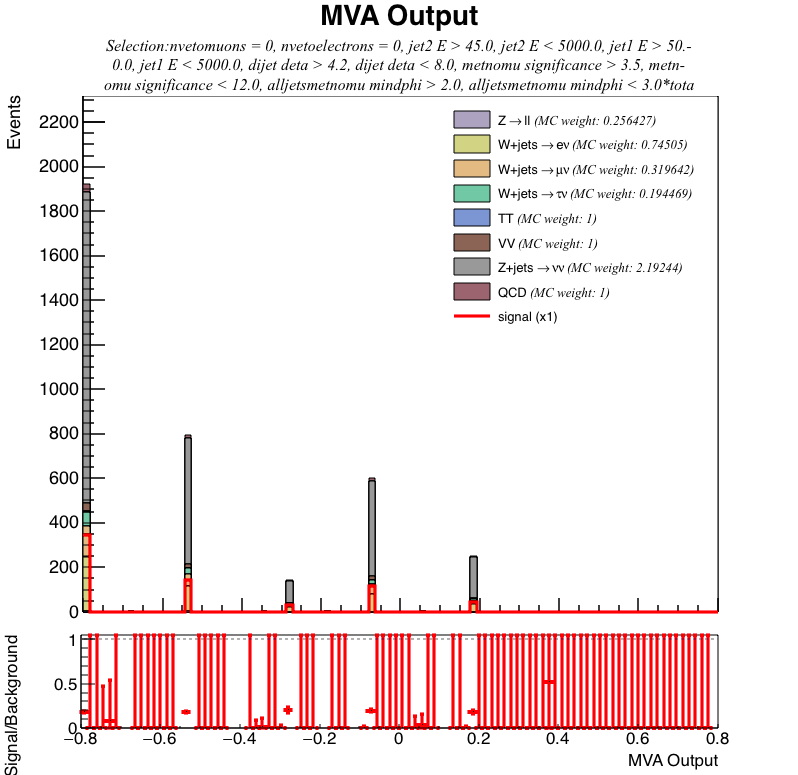 MVA Output
Selection:nvetomuons = 0, nvetoelectrons = 0, jet2 E > 45.0, jet2 E < 5000.0, jet1 E > 50.-
0.0, jet1 E < 5000.0, dijet deta > 4.2, dijet deta < 8.0, metnomu significance > 3.5, metn-
omu significance < 12.0, alljetsmetnomu mindphi > 2.0, alljetsmetnomu mindphi < 3.0*tota
Events
2200
2000
1800
1600
1400
1200
1000
800
600
400
200
0
Z→ll (MC weight: 0.256427)
W+jets→eν (MC weight: 0.74505)
W+jets→μν (MC weight: 0.319642)
W+jets→τν (MC weight: 0.194469)
TT (MC weight: 1)
VV (MC weight: 1)
Z+jets→νν (MC weight: 2.19244)
QCD (MC weight: 1)
signal (x1)
Signal/Background
1
0.5
0
−0.8 −0.6 −0.4 −0.2 0 0.2 0.4 0.6 0.8
MVA Output